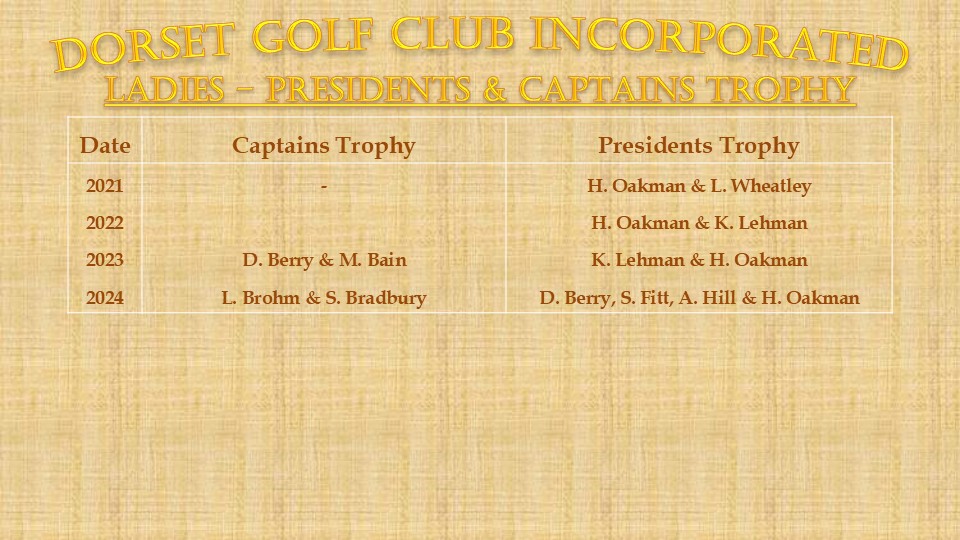 DORSET GOLF CLUB INCORPORATED
LADIES – PRESIDENTS & CAPTAINS TROPHY
Date Captains Trophy Presidents Trophy
2021 - H. Oakman & L. Wheatley
2022 H. Oakman & K. Lehman
2023 D. Berry & M. Bain K. Lehman & H. Oakman
2024 L. Brohm & S. Bradbury D. Berry, S. Fitt, A. Hill & H. Oakman